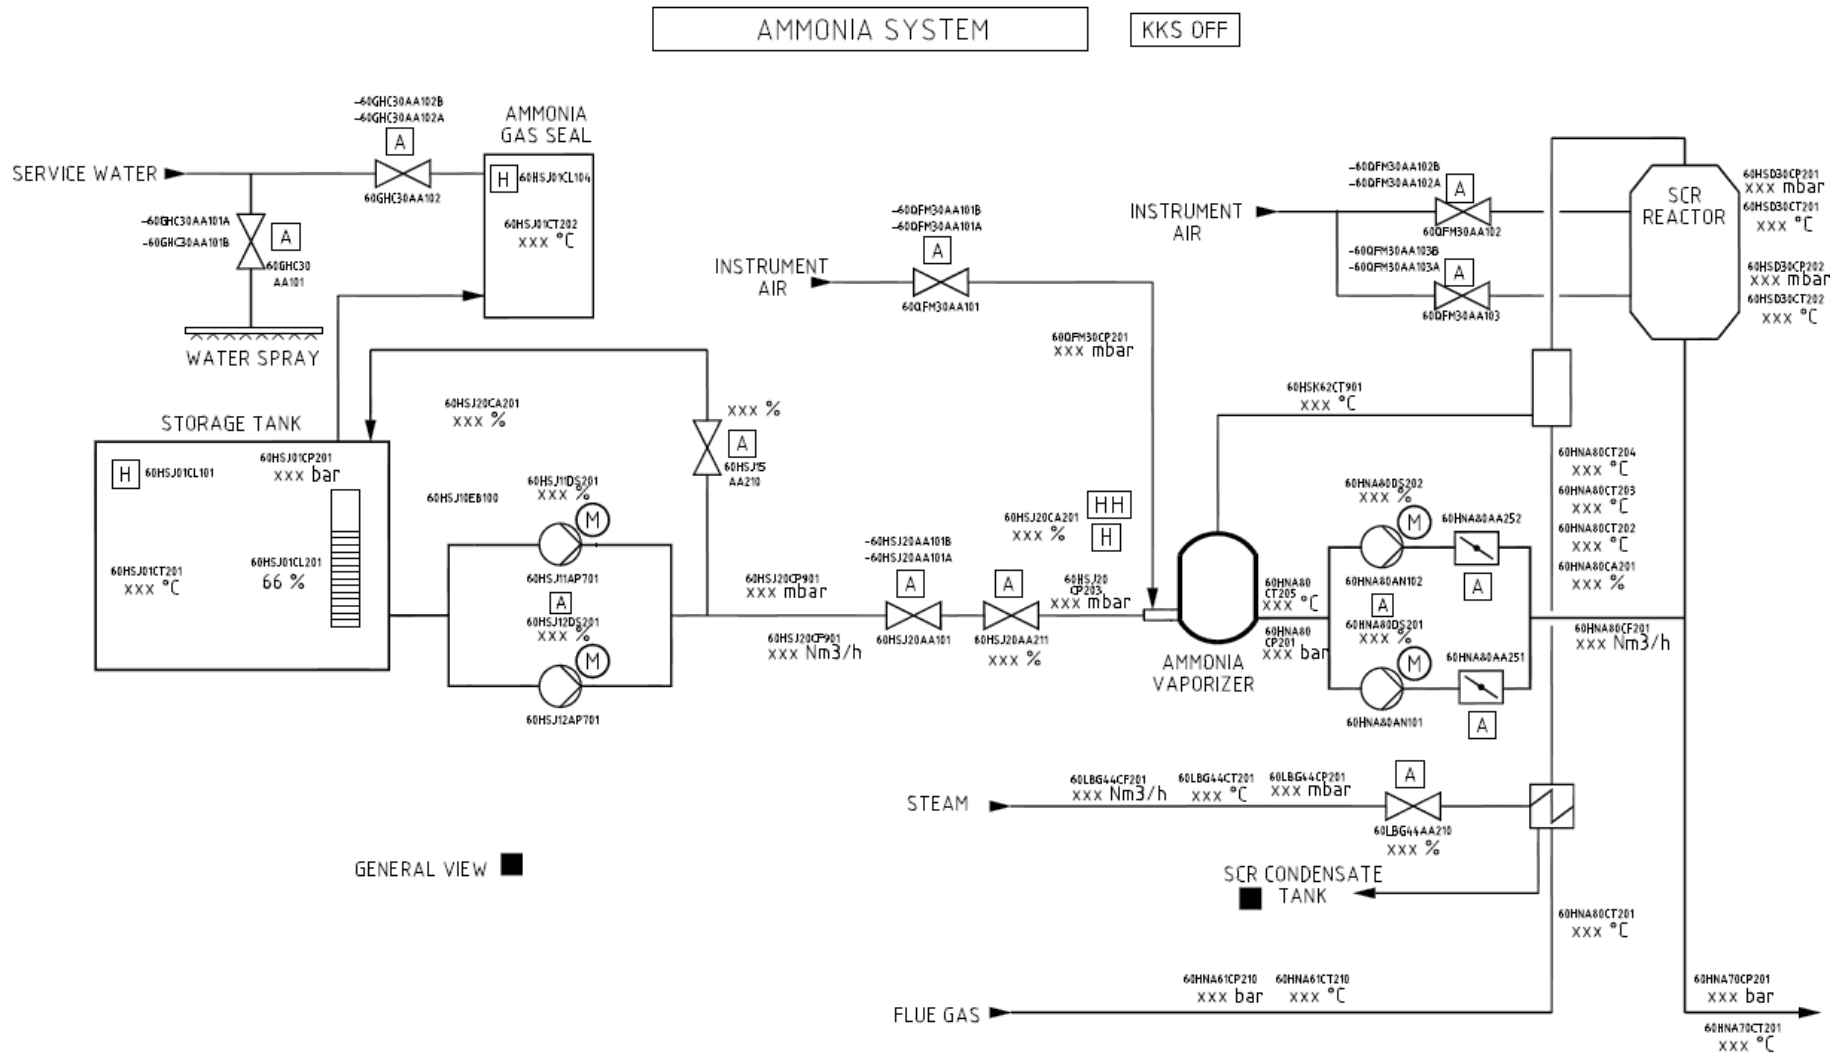 AMMONIA SYSTEM
KKS OFF
-60GHC30AA102B
-60GHC30AA102A
A
SERVICE WATER
60GHC30AA102
AMMONIA
GAS SEAL
H
60HSJ01CL104
60HSJ01CT202
xxx °C
-60GHC30AA101A
-60GHC30AA101B
A
60GHC30
AA101
WATER SPRAY
STORAGE TANK
H
60HSJ01CL101
60HSJ01CP201
xxx bar
60HSJ01CT201
xxx °C
60HSJ01CL201
66 %
60HSJ20CA201
xxx %
60HSJ10EB100
60HSJ11DS201
xxx %
M
60HSJ11AP701
A
60HSJ12DS201
xxx %
M
60HSJ12AP701
xxx %
A
60HSJ15
AA210
60HSJ20CP901
xxx mbar
60HSJ20CF901
xxx Nm3/h
INSTRUMENT
AIR
-60QFM30AA101B
-60QFM30AA101A
A
60QFM30AA101
60QFM30CP201
xxx mbar
-60HSJ20AA101B
-60HSJ20AA101A
A
60HSJ20AA101
A
60HSJ20AA211
xxx %
60HSJ20CA201
xxx %
HH
H
60HSJ20
CP203
xxx mbar
AMMONIA
VAPORIZER
INSTRUMENT
AIR
-60QFM30AA102B
-60QFM30AA102A
A
60QFM30AA102
-60QFM30AA103B
-60QFM30AA103A
A
60QFM30AA103
SCR
REACTOR
60HSD30CP201
xxx mbar
60HSD30CT201
xxx °C
60HSD30CP202
xxx mbar
60HSD30CT202
xxx °C
60HSK62CT901
xxx °C
60HNA80
CT205
xxx °C
60HNA80
CP201
xxx bar
60HNA80DS202
xxx %
M
60HNA80AN102
60HNA80AA252
A
A
60HNA80DS201
xxx %
M
60HNA80AN101
60HNA80AA251
A
60HNA80CT204
xxx °C
60HNA80CT203
xxx °C
60HNA80CT202
xxx °C
60HNA80CA201
xxx %
60HNA80CF201
xxx Nm3/h
STEAM
60LBG44CF201
xxx Nm3/h
60LBG44CT201
xxx °C
60LBG44CP201
xxx mbar
A
60LBG44AA210
xxx %
GENERAL VIEW
SCR CONDENSATE
TANK
60HNA80CT201
xxx °C
FLUE GAS
60HNA61CP210
xxx bar
60HNA61CT210
xxx °C
60HNA70CP201
xxx bar
60HNA70CT201
xxx °C